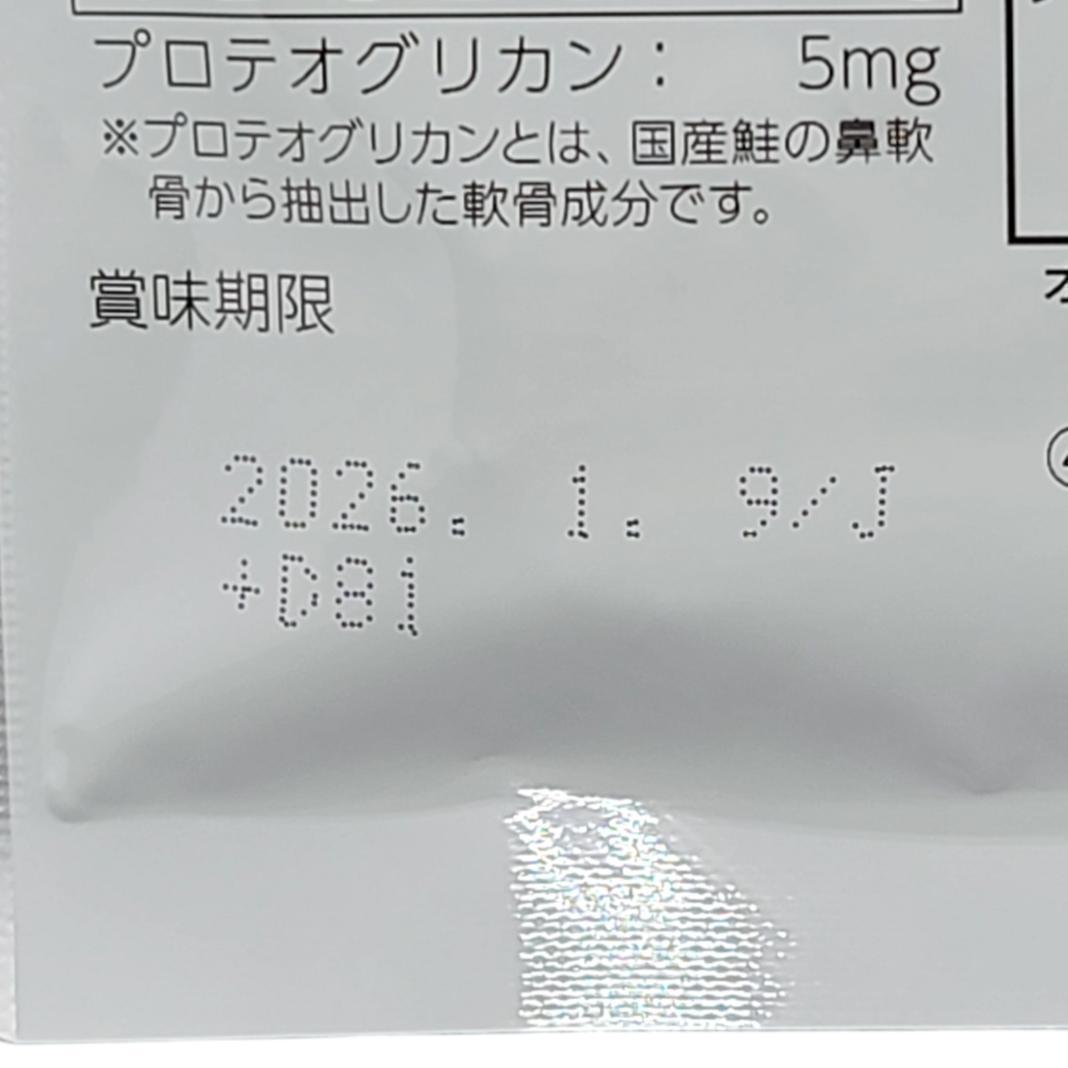 プロテオグリカン： 5mg
※プロテオグリカンとは、国産鮭の鼻軟
骨から抽出した軟骨成分です。
賞味期限
2026. 1. 9/J
+D81